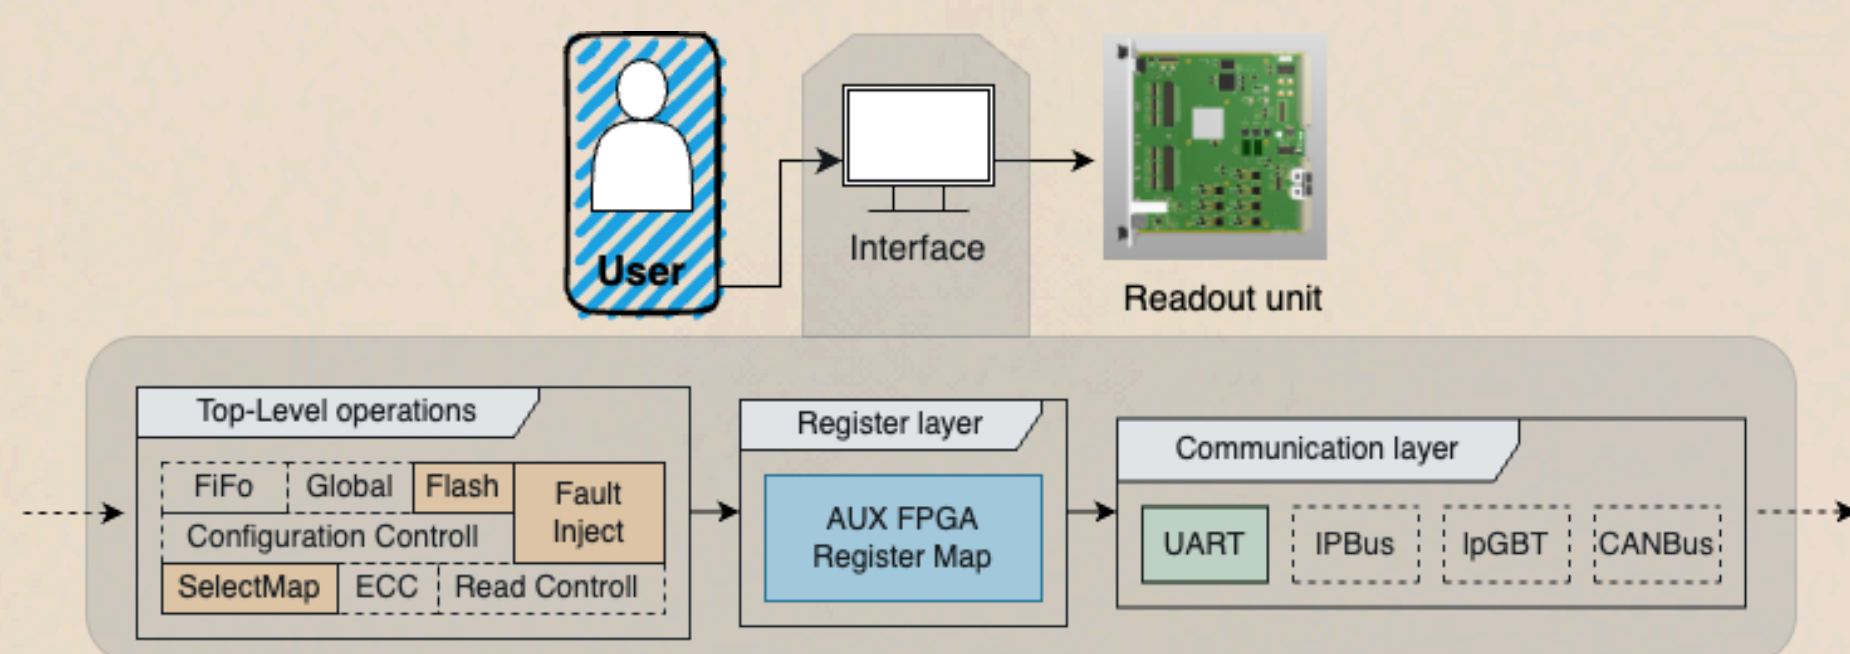 User
Interface
Readout unit
Top-Level operations
FiFo
Global
Flash
Fault
Inject
Configuration Controll
SelectMap
ECC
Read Controll
Register layer
AUX FPGA
Register Map
Communication layer
UART
IPBus
lpGBT
CANBus